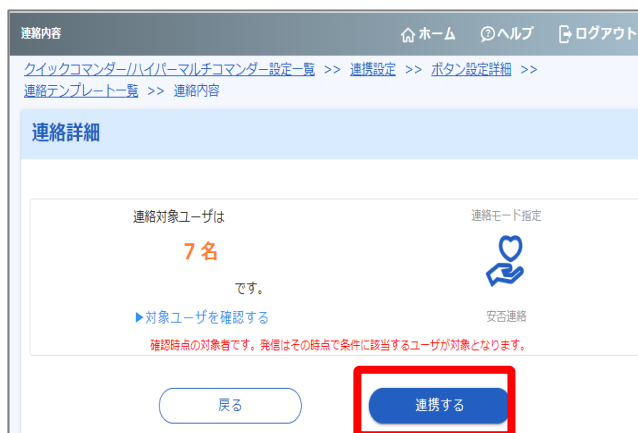 連絡内容 ホーム ヘルプ ログアウト
クイックコマンダー/ハイパーマルチコマンダー設定一覧 >> 連携設定 >> ボタン設定詳細 >>
連絡テンプレート一覧 >> 連絡内容
連絡詳細
連絡対象ユーザは
7名
です。
▶対象ユーザを確認する
連絡モード指定
安否連絡
確認時点の対象者です。発信はその時点で条件に該当するユーザが対象となります。
戻る 連携する